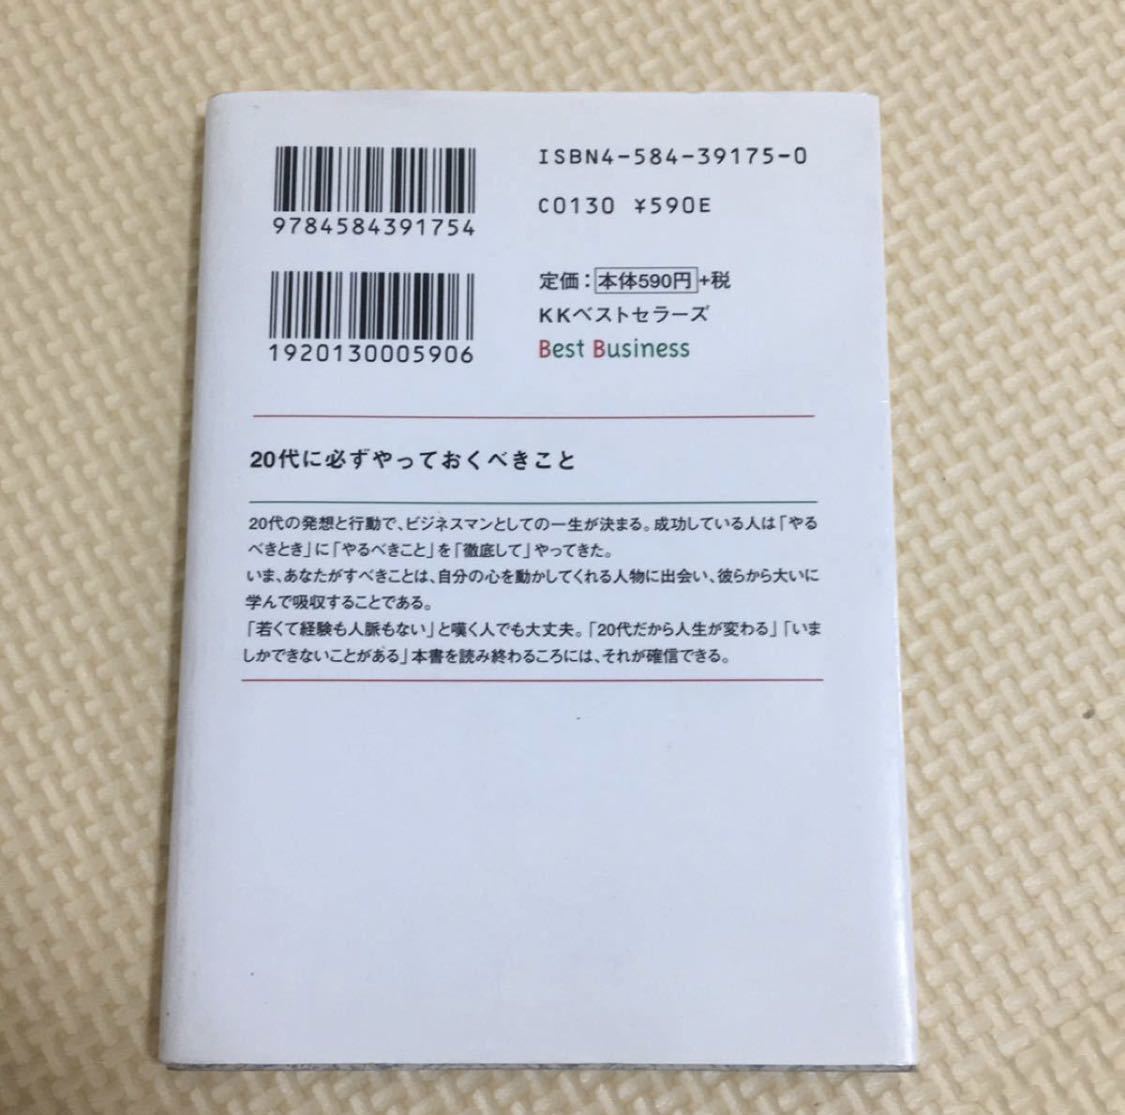 9784584391754
ISBN4-584-39175-0
C0130 ¥590E
1920130005906
定価：本体590円+税
KKベストセラーズ
Best Business
20代に必ずやっておくべきこと
20代の発想と行動で、ビジネスマンとしての一生が決まる。成功している人は「やる
べきとき」に「やるべきこと」を「徹底して」やってきた。
いま、あなたがすべきことは、自分の心を動かしてくれる人物に出会い、彼らから大いに
学んで吸収することである。
「若くて経験も人脈もない」と嘆く人でも大丈夫。「20代だから人生が変わる」「いま
しかできないことがある」本書を読み終わるころには、それが確信できる。